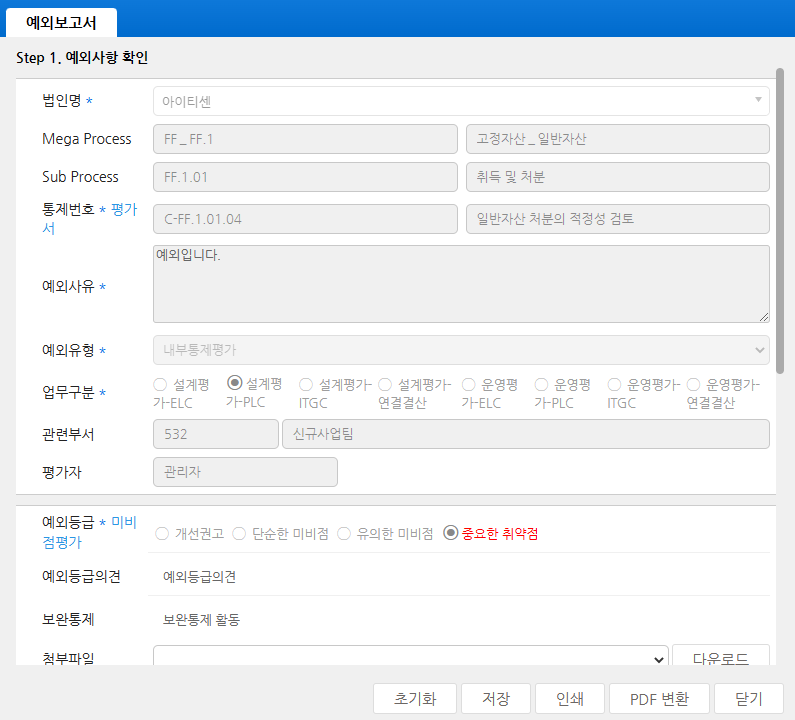 예외보고서
Step 1. 예외사항 확인
법인명 * 아이티센
Mega Process FF _ FF.1 고정자산 _ 일반자산
Sub Process FF.1.01 취득 및 처분
통제번호 * 평가
서 C-FF.1.01.04 일반자산 처분의 적정성 검토
예외사유 * 예외입니다.
예외유형 * 내부통제평가
업무구분 * 설계평 설계평 설계평가- 설계평가- 운영평 운영평 운영평가- 운영평가-
가-ELC 가-PLC ITGC 연결결산 가-ELC 가-PLC ITGC 연결결산
관련부서 532 신규사업팀
평가자 관리자
예외등급 * 미비
점평가 개선권고 단순한 미비점 유의한 미비점 중요한 취약점
예외등급의견 예외등급의견
보완통제 보완통제 활동
첨부파일 다운로드
초기화 저장 인쇄 PDF 변환 닫기